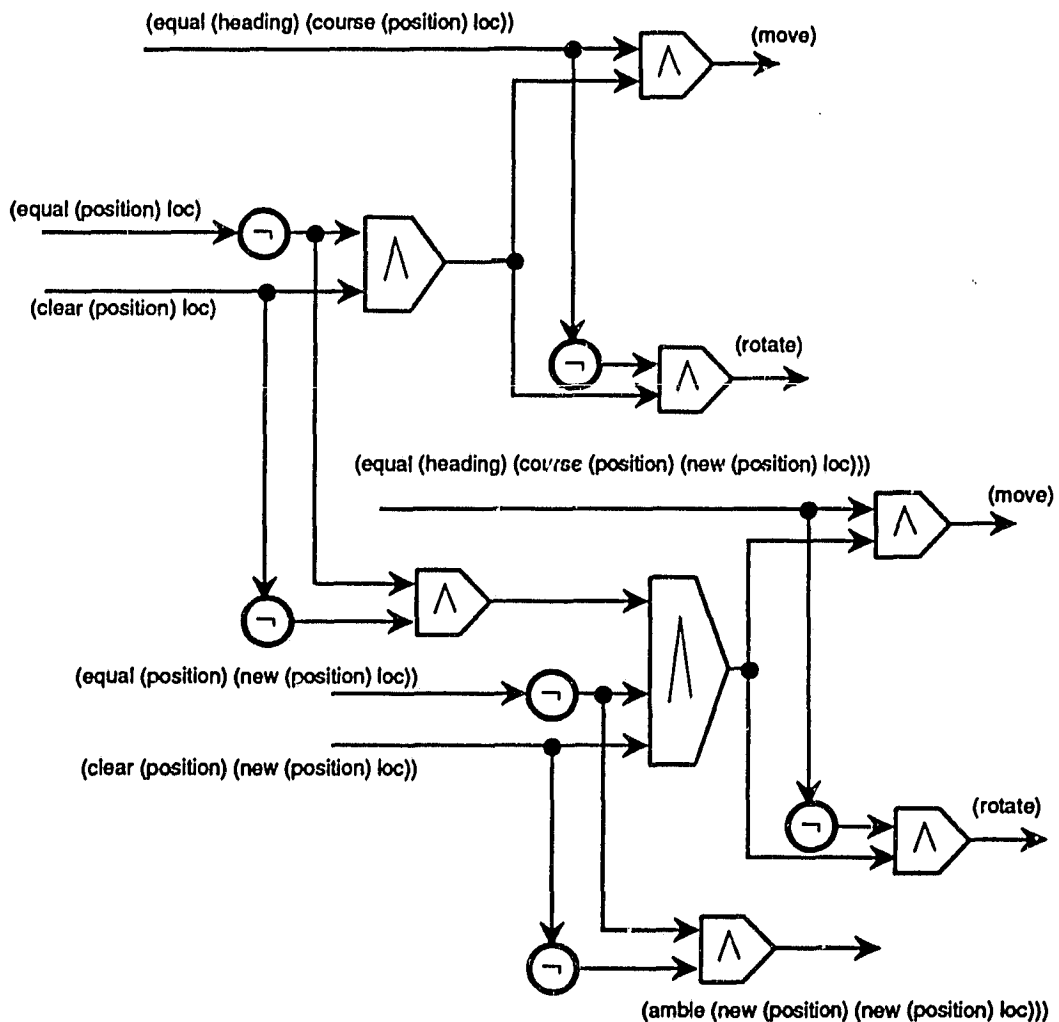 (equal (heading) (course (position) loc))
(move)
∧
(equal (position) loc)
¬
∧
(clear (position) loc)
(rotate)
¬
∧
(equal (heading) (course (position) (new (position) loc)))
(move)
∧
∧
¬
(equal (position) (new (position) loc))
¬
∧
(clear (position) (new (position) loc))
(rotate)
¬
∧
∧
¬
(amble (new (position) (new (position) loc)))